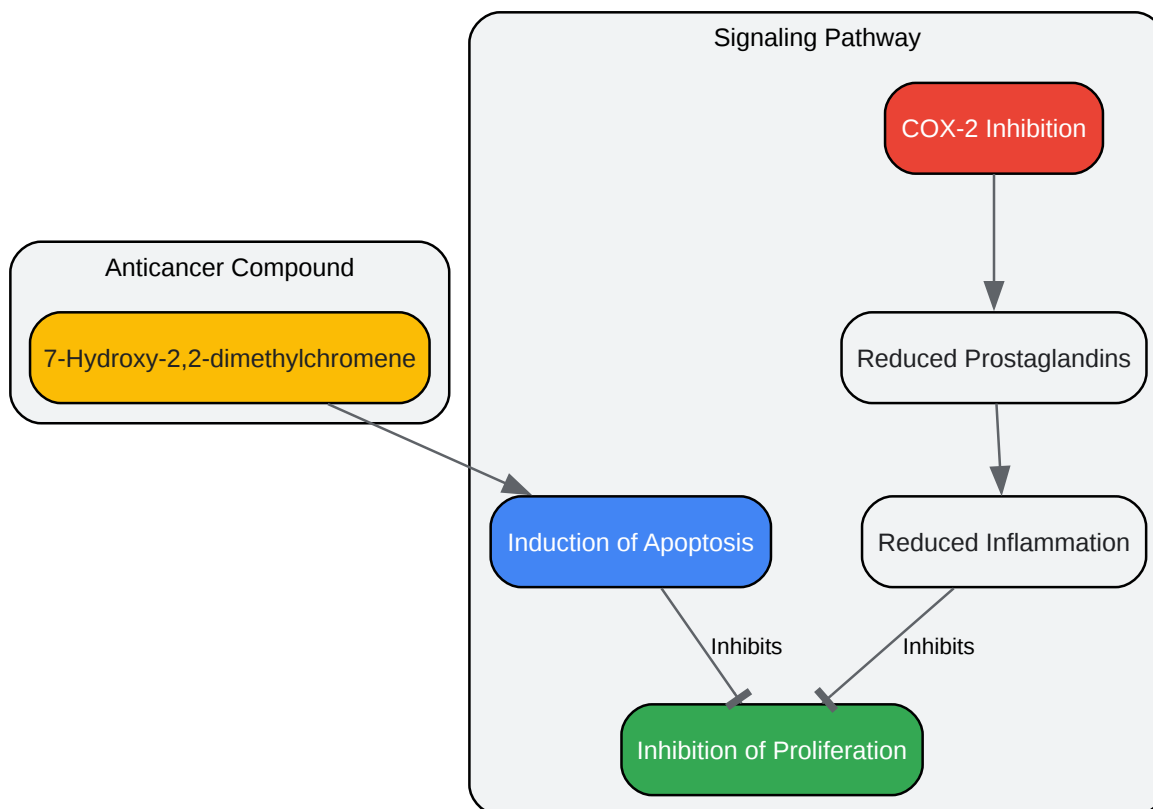 Signaling Pathway
COX-2 Inhibition
Anticancer Compound
7-Hydroxy-2,2-dimethylchromene
Reduced Prostaglandins
Induction of Apoptosis
Reduced Inflammation
Inhibits
Inhibits
Inhibition of Proliferation